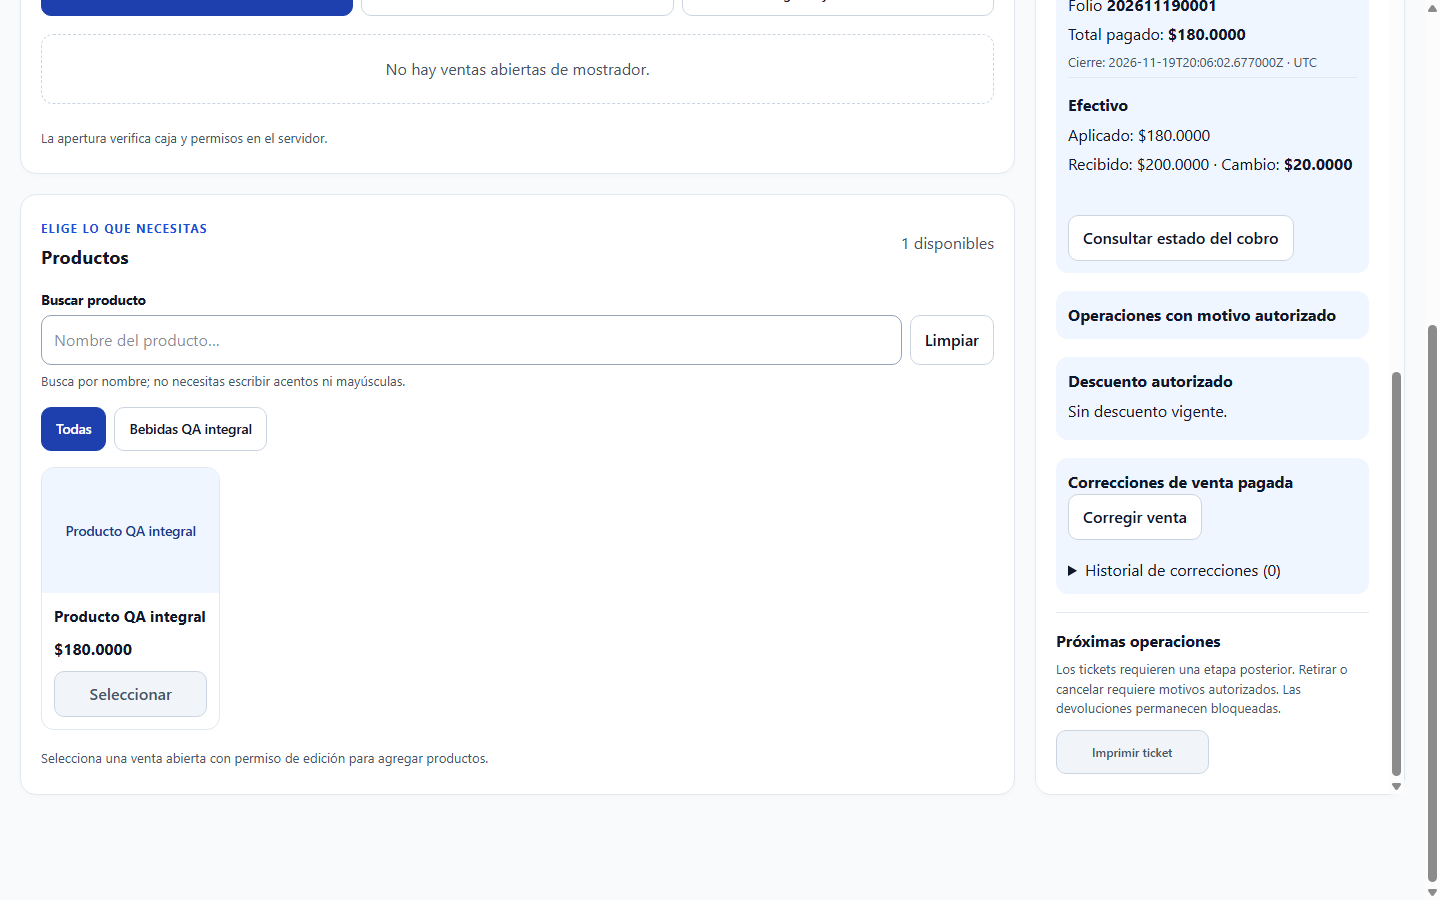 No hay ventas abiertas de mostrador.
La apertura verifica caja y permisos en el servidor.
ELIGE LO QUE NECESITAS
Productos
1 disponibles
Buscar producto
Nombre del producto...
Limpiar
Busca por nombre; no necesitas escribir acentos ni mayúsculas.
Todas
Bebidas QA integral
Producto QA integral
Producto QA integral
$180.0000
Seleccionar
Selecciona una venta abierta con permiso de edición para agregar productos.
Folio 202611190001
Total pagado: $180.0000
Cierre: 2026-11-19T20:06:02.677000Z · UTC
Efectivo
Aplicado: $180.0000
Recibido: $200.0000 · Cambio: $20.0000
Consultar estado del cobro
Operaciones con motivo autorizado
Descuento autorizado
Sin descuento vigente.
Correcciones de venta pagada
Corregir venta
Historial de correcciones (0)
Próximas operaciones
Los tickets requieren una etapa posterior. Retirar o
cancelar requiere motivos autorizados. Las
devoluciones permanecen bloqueadas.
Imprimir ticket